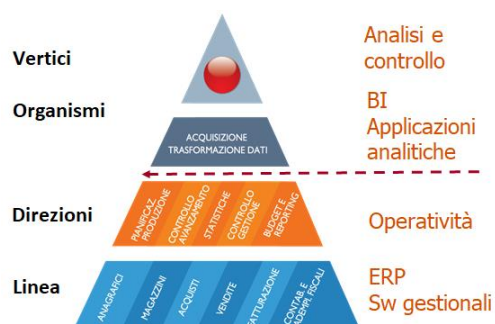 Vertici
Analisi e
controllo
Organismi
ACQUISIZIONE
TRASFORMAZIONE DATI
BI
Applicazioni
analitiche
Direzioni
PIANIFICAZ.
PRODUZIONE
CONTROLLO
AVANZAMENTO
STATISTICHE
CONTROLLO
GESTIONE
BUDGET E
REPORTING
Operatività
Linea
ANAGRAFICI
MAGAZZINI
ACQUISTI
VENDITE
FATTURAZIONE
CONTAB. E
ADEMPI. FISCALI
ERP
Sw gestionali